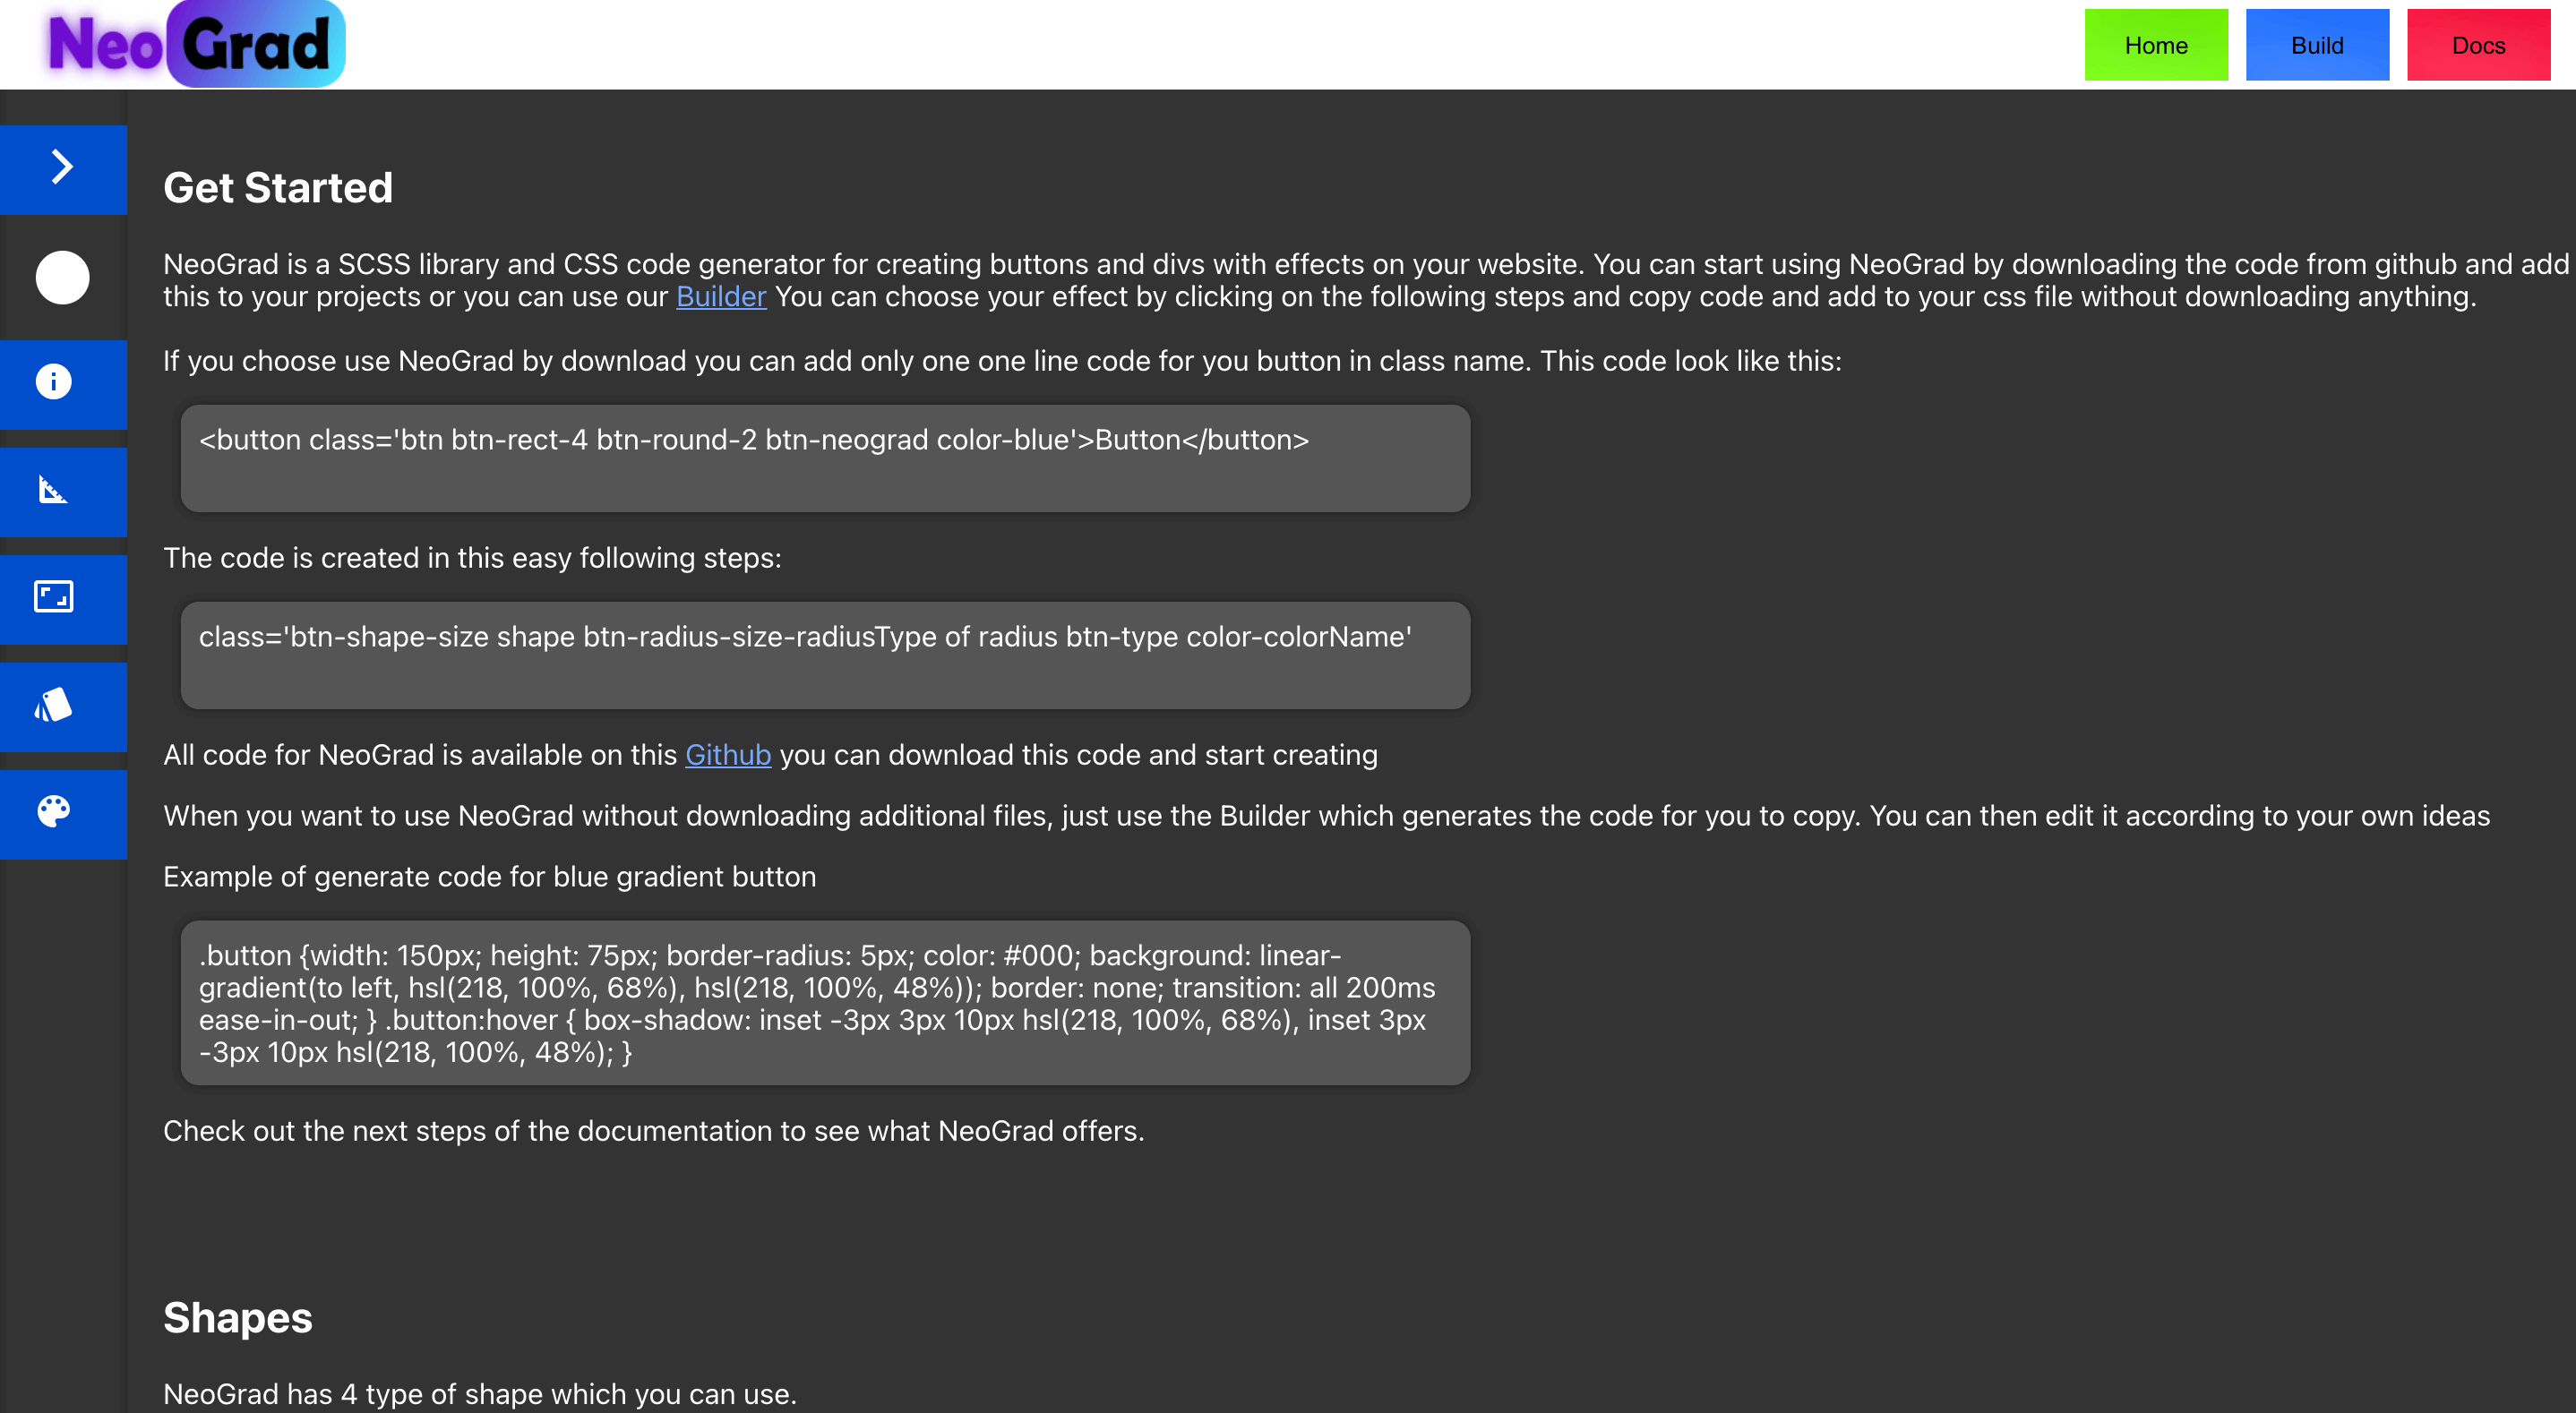 NeoGrad
Home
Build
Docs
Get Started
NeoGrad is a SCSS library and CSS code generator for creating buttons and divs with effects on your website. You can start using NeoGrad by downloading the code from github and add
this to your projects or you can use our Builder You can choose your effect by clicking on the following steps and copy code and add to your css file without downloading anything.
If you choose use NeoGrad by download you can add only one one line code for you button in class name. This code look like this:
<button class='btn btn-rect-4 btn-round-2 btn-neograd color-blue'>Button</button>
The code is created in this easy following steps:
class='btn-shape-size shape btn-radius-size-radiusType of radius btn-type color-colorName'
All code for NeoGrad is available on this Github you can download this code and start creating
When you want to use NeoGrad without downloading additional files, just use the Builder which generates the code for you to copy. You can then edit it according to your own ideas
Example of generate code for blue gradient button
.button {width: 150px; height: 75px; border-radius: 5px; color: #000; background: linear-
gradient(to left, hsl(218, 100%, 68%), hsl(218, 100%, 48%)); border: none; transition: all 200ms
ease-in-out; } .button:hover { box-shadow: inset -3px 3px 10px hsl(218, 100%, 68%), inset 3px
-3px 10px hsl(218, 100%, 48%); }
Check out the next steps of the documentation to see what NeoGrad offers.
Shapes
NeoGrad has 4 type of shape which you can use.